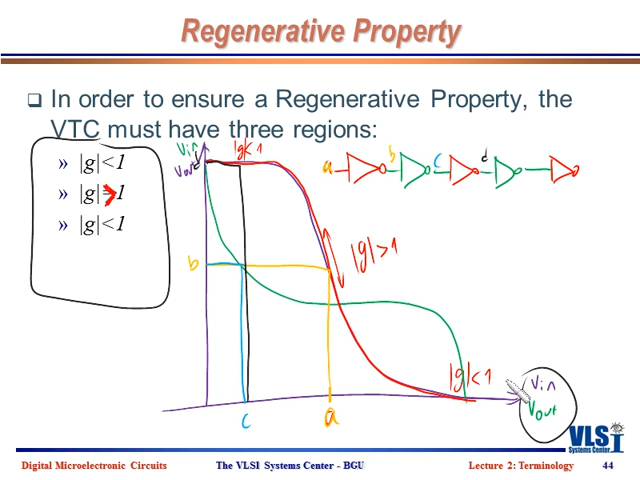 Regenerative Property
In order to ensure a Regenerative Property, the
VTC must have three regions:
» |g|<1
» |g|>1
» |g|<1
Vin
Vout
|g|<1
a
b
c
d
|g|>1
b
|g|<1
c
a
Vin
Vout
VLSI
Systems Center
Digital Microelectronic Circuits
The VLSI Systems Center - BGU
Lecture 2: Terminology
44